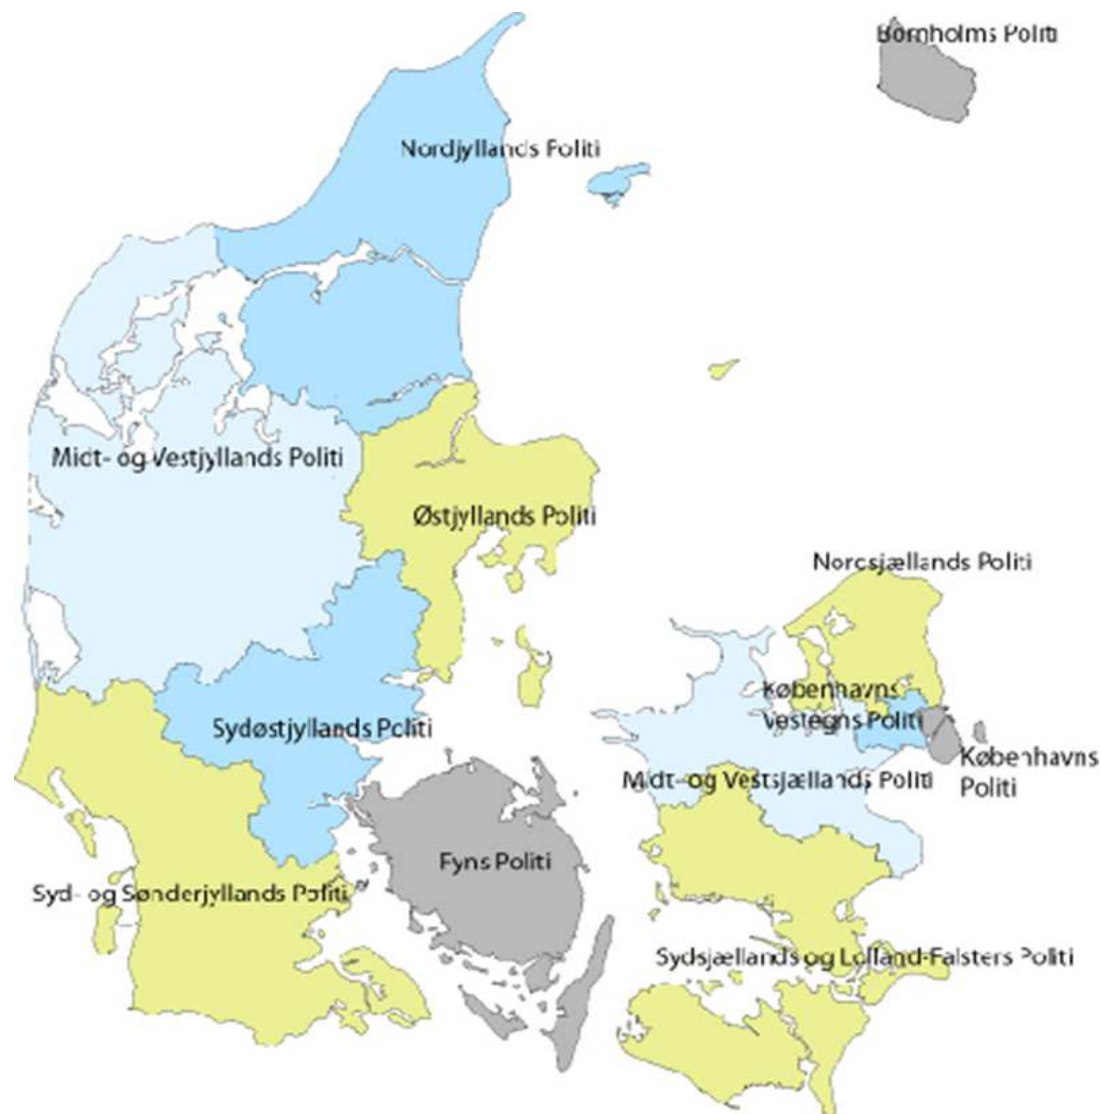 Bornholms Politi
Nordjyllands Politi
Midt- og Vestjyllands Politi
Østjyllands Politi
Nordsjællands Politi
Københavns
Vestegns Politi
Sydøstjyllands Politi
Københavns
Politi
Midt- og Vestsjællands Politi
Fyns Politi
Syd- og Sønderjyllands Politi
Sydsjællands og Lolland-Falsters Politi